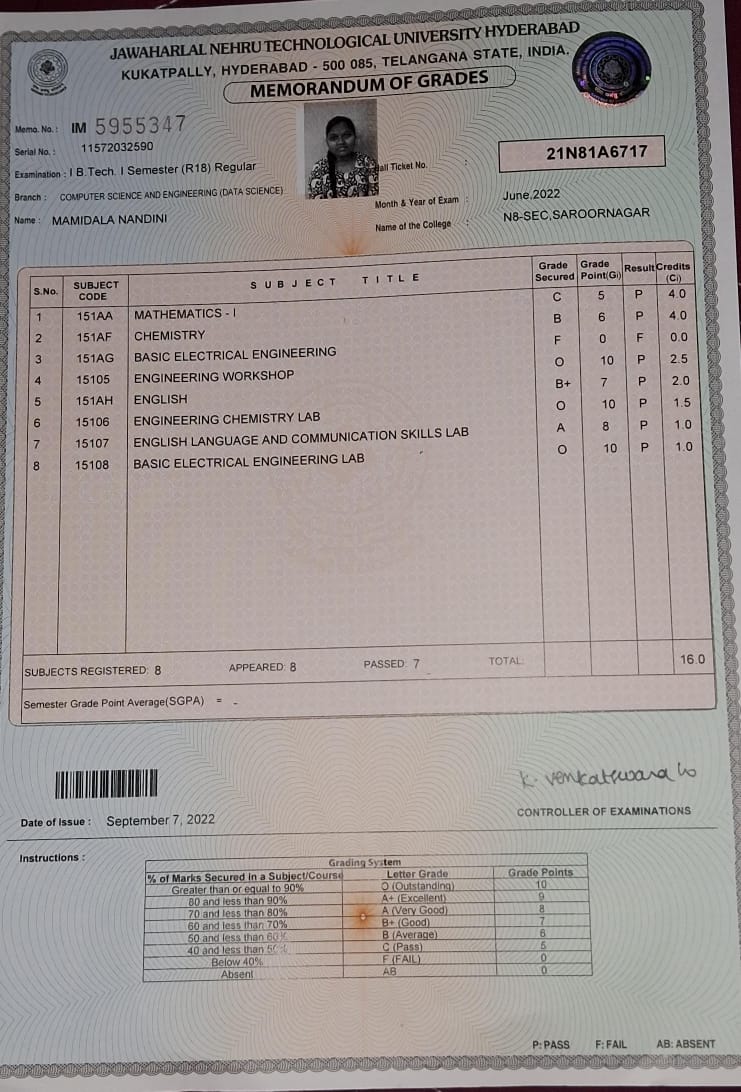 JAWAHARLAL NEHRU TECHNOLOGICAL UNIVERSITY HYDERABAD
KUKATPALLY, HYDERABAD - 500 085, TELANGANA STATE, INDIA.
MEMORANDUM OF GRADES
Memo. No. : IM 5955347
Serial No. : 11572032590
Examination : I B.Tech. I Semester (R18) Regular
all Ticket No. : 21N81A6717
Branch : COMPUTER SCIENCE AND ENGINEERING (DATA SCIENCE)
Month & Year of Exam : June,2022
Name : MAMIDALA NANDINI
Name of the College : N8-SEC,SAROORNAGAR
S.No. SUBJECT CODE SUBJECT TITLE Grade Secured Grade Point(Gi) Result Credits (Ci)
1 151AA MATHEMATICS - I C 5 P 4.0
2 151AF CHEMISTRY B 6 P 4.0
3 151AG BASIC ELECTRICAL ENGINEERING F 0 F 0.0
4 15105 ENGINEERING WORKSHOP O 10 P 2.5
5 151AH ENGLISH B+ 7 P 2.0
6 15106 ENGINEERING CHEMISTRY LAB O 10 P 1.5
7 15107 ENGLISH LANGUAGE AND COMMUNICATION SKILLS LAB A 8 P 1.0
8 15108 BASIC ELECTRICAL ENGINEERING LAB O 10 P 1.0
SUBJECTS REGISTERED: 8 APPEARED: 8 PASSED: 7 TOTAL: 16.0
Semester Grade Point Average(SGPA) = -
K. Venkateswara
CONTROLLER OF EXAMINATIONS
Date of Issue : September 7, 2022
Instructions :
Grading System
% of Marks Secured in a Subject/Course Letter Grade Grade Points
Greater than or equal to 90% O (Outstanding) 10
80 and less than 90% A+ (Excellent) 9
70 and less than 80% A (Very Good) 8
60 and less than 70% B+ (Good) 7
50 and less than 60% B (Average) 6
40 and less than 50% C (Pass) 5
Below 40% F (FAIL) 0
Absent AB 0
P: PASS F: FAIL AB: ABSENT